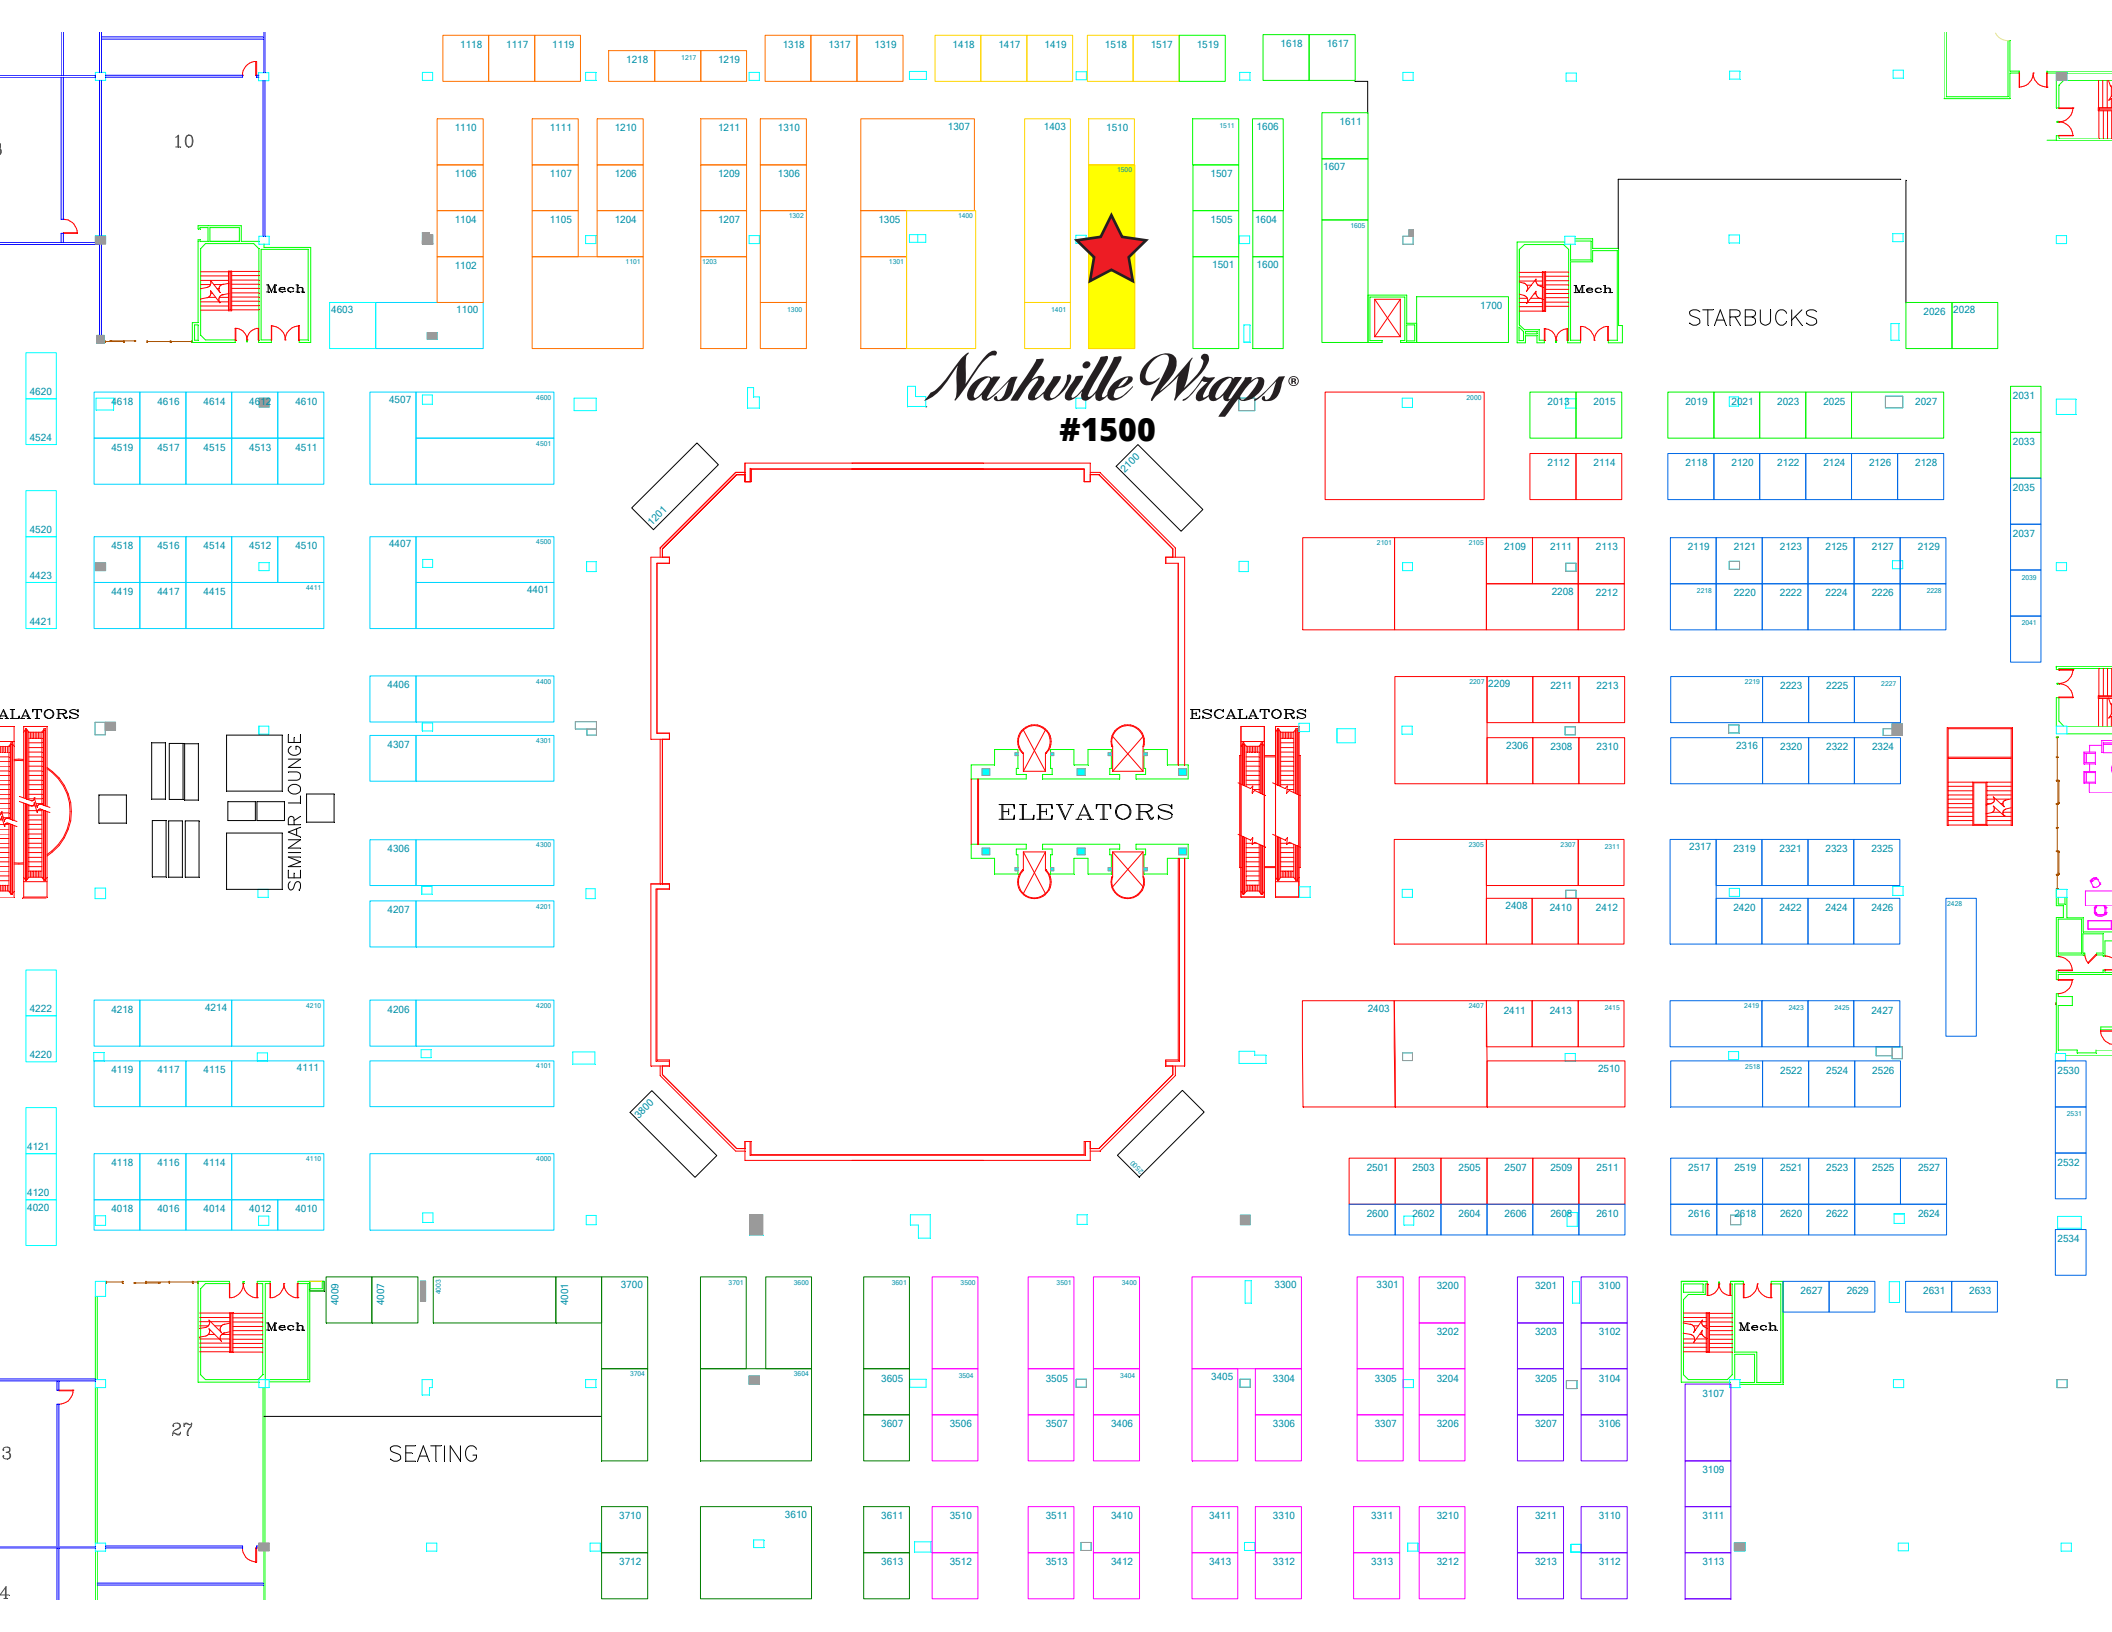 1118 1117 1119 1218 1217 1219 1318 1317 1319 1418 1417 1419 1518 1517 1519 1618 1617
10
1110 1111 1210 1211 1310 1307 1403 1510 1511 1606 1611
1106 1107 1206 1209 1306 1500 1507 1607
1104 1105 1204 1207 1302 1305 1400 1505 1604 1605
1102 1101 1203 1301 1501 1600
Mech
Mech
4603 1100 1300 1401 1700 STARBUCKS 2026 2028
Nashville Wraps®
#1500
4620 4618 4616 4614 4612 4610 4507 4600 2000 2013 2015 2019 2021 2023 2025 2027 2031
4524 4519 4517 4515 4513 4511 4501 2033
1201 2100 2112 2114 2118 2120 2122 2124 2126 2128 2035
4520 4518 4516 4514 4512 4510 4407 4500 2101 2105 2109 2111 2113 2119 2121 2123 2125 2127 2129 2037
4423 4419 4417 4415 4411 4401 2208 2212 2218 2220 2222 2224 2226 2228 2039
4421 2041
4406 4400 2207 2209 2211 2213 2219 2223 2225 2227
ALATORS ESCALATORS
4307 4301 2306 2308 2310 2316 2320 2322 2324
SEMINAR LOUNGE
ELEVATORS
4306 4300 2305 2307 2311 2317 2319 2321 2323 2325
4207 4201 2408 2410 2412 2420 2422 2424 2426 2428
4222 4218 4214 4210 4206 4200 2403 2407 2411 2413 2415 2419 2423 2425 2427
4220 4119 4117 4115 4111 4101 2510 2518 2522 2524 2526 2530
3800 2531
4121 4118 4116 4114 4110 4000 2500 2501 2503 2505 2507 2509 2511 2517 2519 2521 2523 2525 2527 2532
4120
4020 4018 4016 4014 4012 4010 2600 2602 2604 2606 2608 2610 2616 2618 2620 2622 2624 2534
4009 4007 4003 4001 3700 3701 3600 3601 3500 3501 3400 3300 3301 3200 3201 3100 2627 2629 2631 2633
Mech 3202 3203 3102 Mech
3704 3604 3605 3504 3505 3404 3405 3304 3305 3204 3205 3104 3107
27
3607 3506 3507 3406 3306 3307 3206 3207 3106
3
SEATING
3109
3710 3610 3611 3510 3511 3410 3411 3310 3311 3210 3211 3110 3111
3712 3613 3512 3513 3412 3413 3312 3313 3212 3213 3112 3113
4